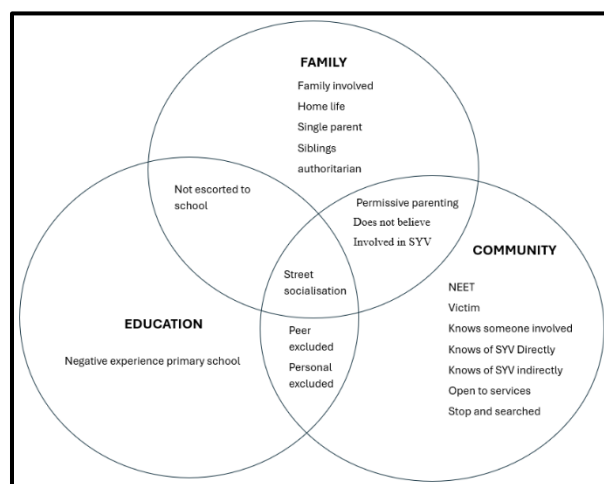 FAMILY
Family involved
Home life
Single parent
Siblings
authoritarian
Not escorted to
school
Permissive parenting
Does not believe
Involved in SYV
COMMUNITY
Street
socialisation
NEET
Victim
Knows someone involved
Knows of SYV Directly
Knows of SYV indirectly
Open to services
Stop and searched
EDUCATION
Negative experience primary school
Peer
excluded
Personal
excluded